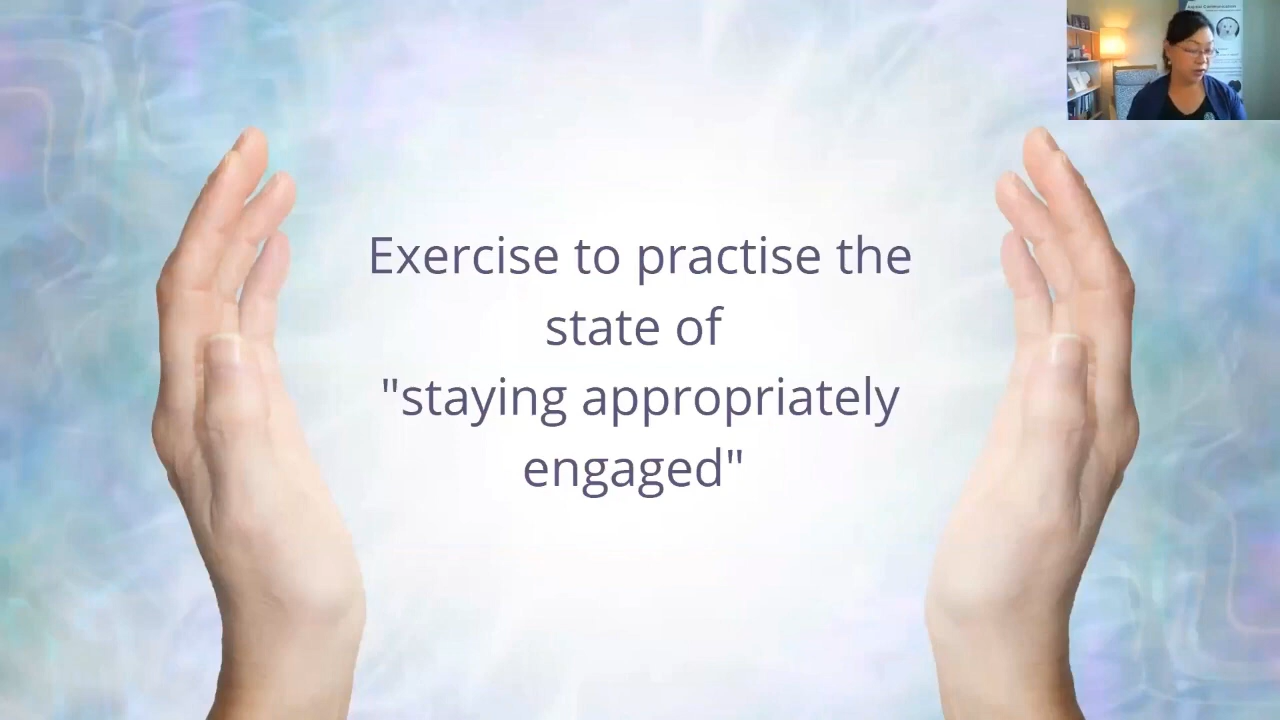 Exercise to practise the
state of
"staying appropriately
engaged"